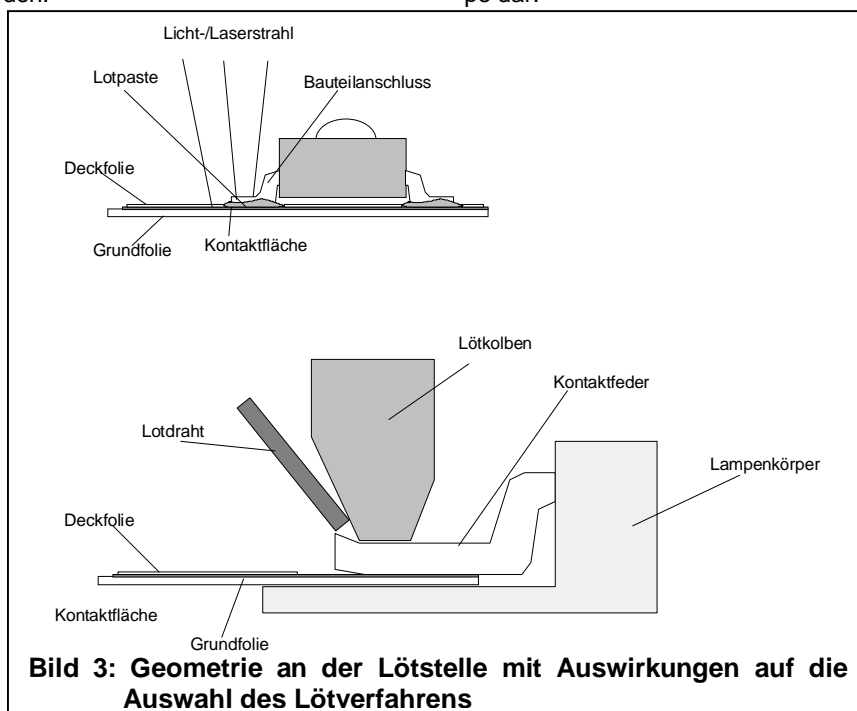 Licht-/Laserstrahl
Lotpaste
Bauteilanschluss
Deckfolie
Grundfolie
Kontaktfläche
Lötkolben
Kontaktfeder
Lotdraht
Lampenkörper
Deckfolie
Kontaktfläche
Grundfolie
Bild 3: Geometrie an der Lötstelle mit Auswirkungen auf die
Auswahl des Lötverfahrens